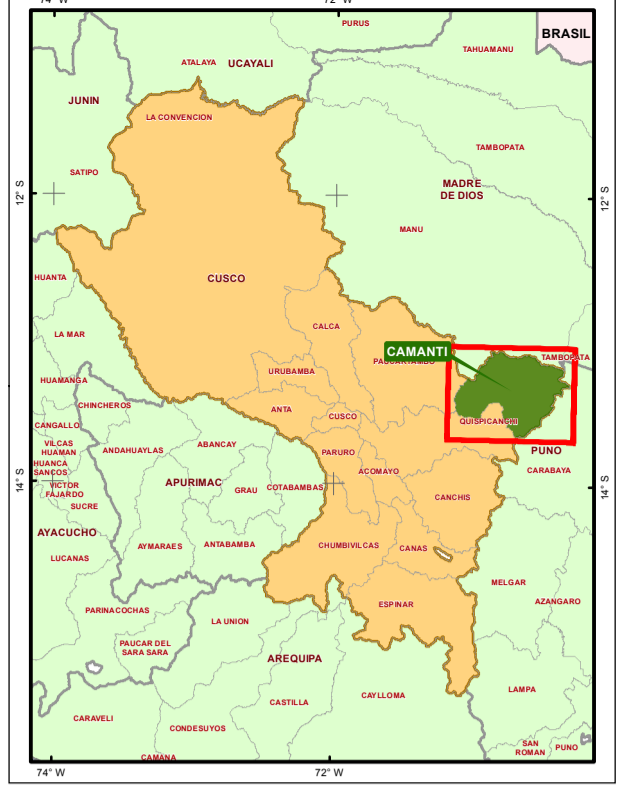 74° W
72° W
PURUS
BRASIL
TAHUAMANU
ATALAYA
UCAYALI
JUNIN
LA CONVENCION
TAMBOPATA
SATIPO
12° S
12° S
MADRE
DE DIOS
MANU
HUANTA
CUSCO
CALCA
LA MAR
CAMANTI
TAMBOPATA
PAUCARTAMBO
URUBAMBA
HUAMANGA
CHINCHEROS
ANTA
CUSCO
QUISPICANCHI
CANGALLO
VILCAS
HUAMAN
ANDAHUAYLAS
ABANCAY
PARURO
PUNO
HUANCA
SANCOS
ACOMAYO
CARABAYA
14° S
14° S
VICTOR
FAJARDO
APURIMAC
GRAU
COTABAMBAS
CANCHIS
SUCRE
AYACUCHO
AYMARAES
ANTABAMBA
CHUMBIVILCAS
CANAS
LUCANAS
MELGAR
AZANGARO
PARINACOCHAS
LA UNION
ESPINAR
PAUCAR DEL
SARA SARA
AREQUIPA
LAMPA
CAYLLOMA
CASTILLA
CARAVELI
CONDESUYOS
SAN
ROMAN
PUNO
CAMANA
74° W
72° W